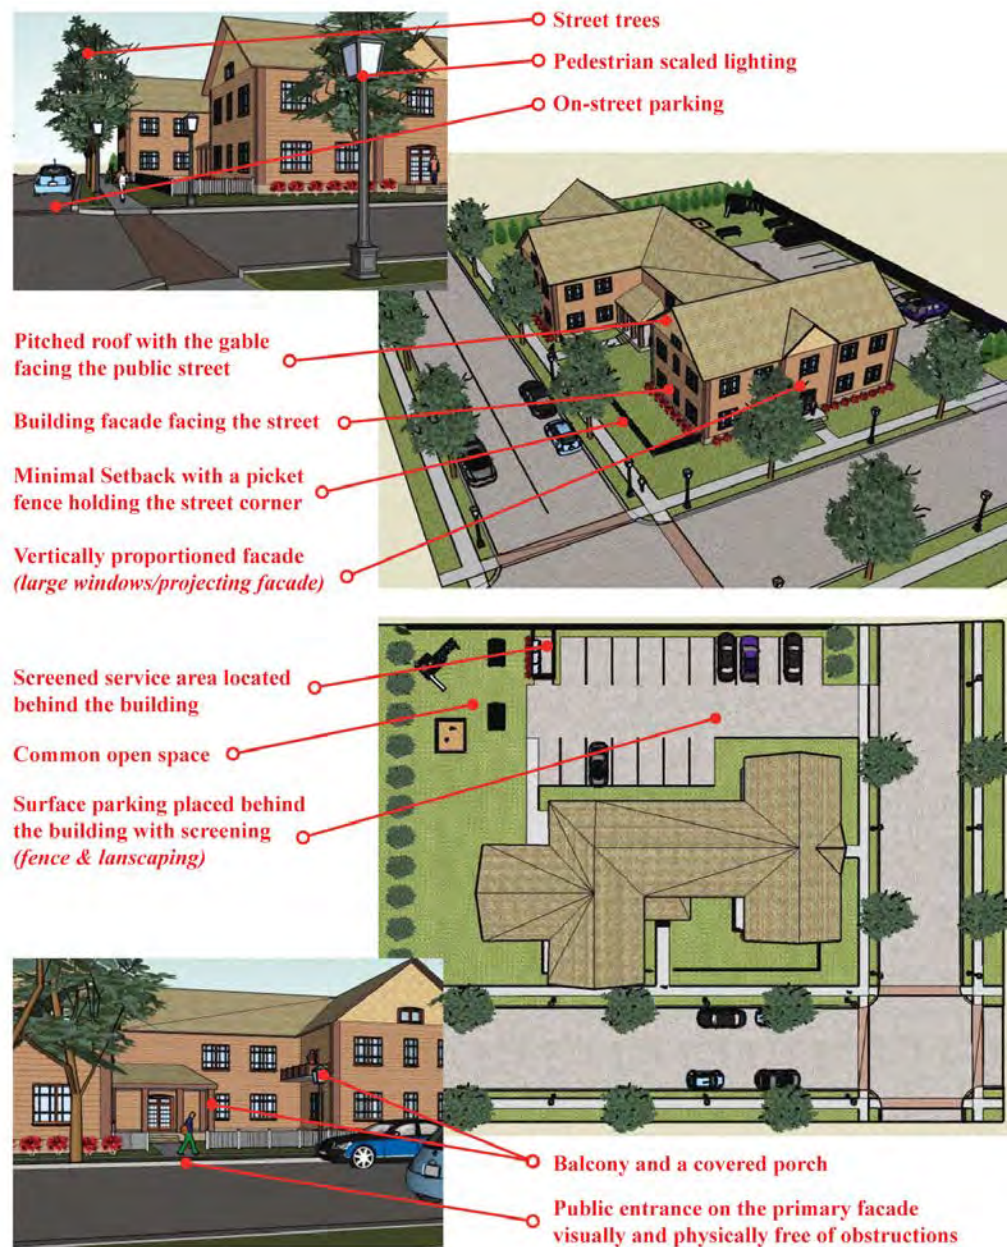 Street trees
Pedestrian scaled lighting
On-street parking
Pitched roof with the gable
facing the public street
Building facade facing the street
Minimal Setback with a picket
fence holding the street corner
Vertically proportioned facade
(large windows/projecting facade)
Screened service area located
behind the building
Common open space
Surface parking placed behind
the building with screening
(fence & lanscaping)
Balcony and a covered porch
Public entrance on the primary facade
visually and physically free of obstructions